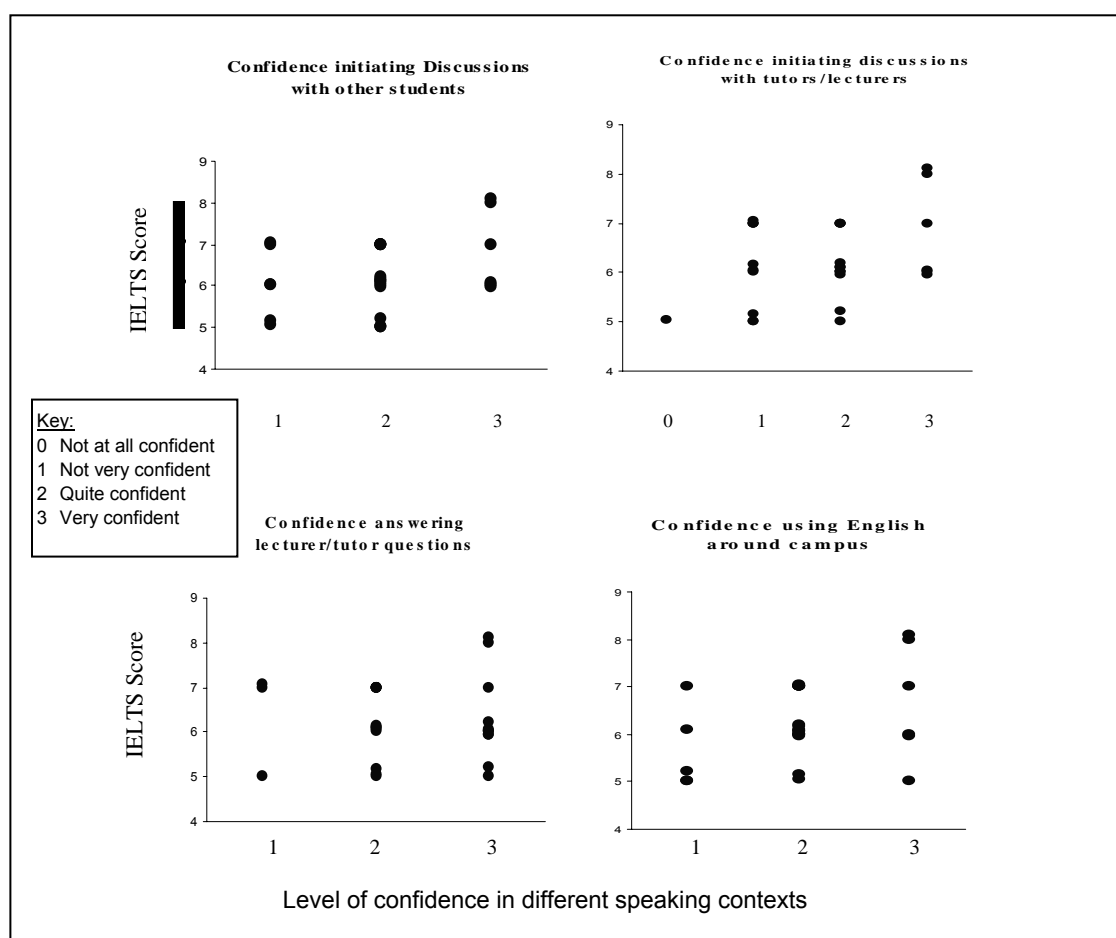 Confidence initiating Discussions
with other students
Confidence initiating discussions
with tutors/lecturers
9
8
7
6
5
4
IELTS Score
1
2
3
9
8
7
6
5
4
0
1
2
3
Key:
0 Not at all confident
1 Not very confident
2 Quite confident
3 Very confident
Confidence answering
lecturer/tutor questions
Confidence using English
around campus
9
8
7
6
5
4
IELTS Score
1
2
3
9
8
7
6
5
4
1
2
3
Level of confidence in different speaking contexts